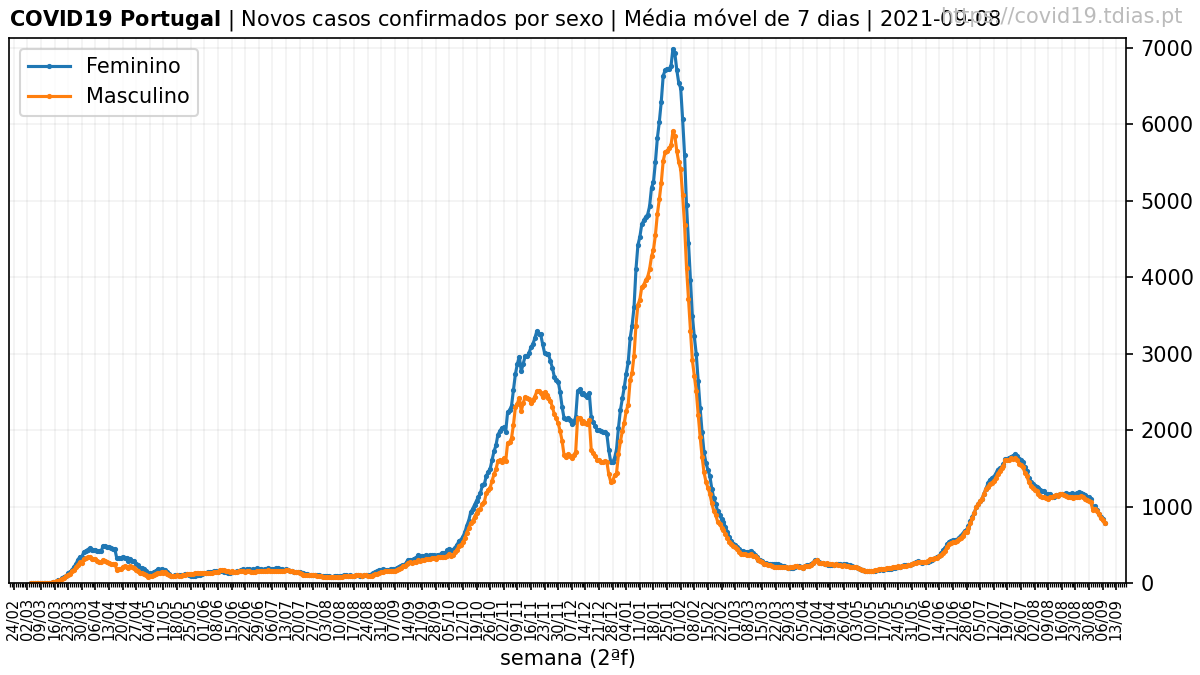 COVID19 Portugal | Novos casos confirmados por sexo | Média móvel de 7 dias | 2021-09-08
https://covid19.tdias.pt
Feminino
Masculino
7000
6000
5000
4000
3000
2000
1000
0
24/02 02/03 09/03 16/03 23/03 30/03 06/04 13/04 20/04 27/04 04/05 11/05 18/05 25/05 01/06 08/06 15/06 22/06 29/06 06/07 13/07 20/07 27/07 03/08 10/08 17/08 24/08 31/08 07/09 14/09 21/09 28/09 05/10 12/10 19/10 26/10 02/11 09/11 16/11 23/11 30/11 07/12 14/12 21/12 28/12 04/01 11/01 18/01 25/01 01/02 08/02 15/02 22/02 01/03 08/03 15/03 22/03 29/03 05/04 12/04 19/04 26/04 03/05 10/05 17/05 24/05 31/05 07/06 14/06 21/06 28/06 05/07 12/07 19/07 26/07 02/08 09/08 16/08 23/08 30/08 06/09 13/09
semana (2ªf)